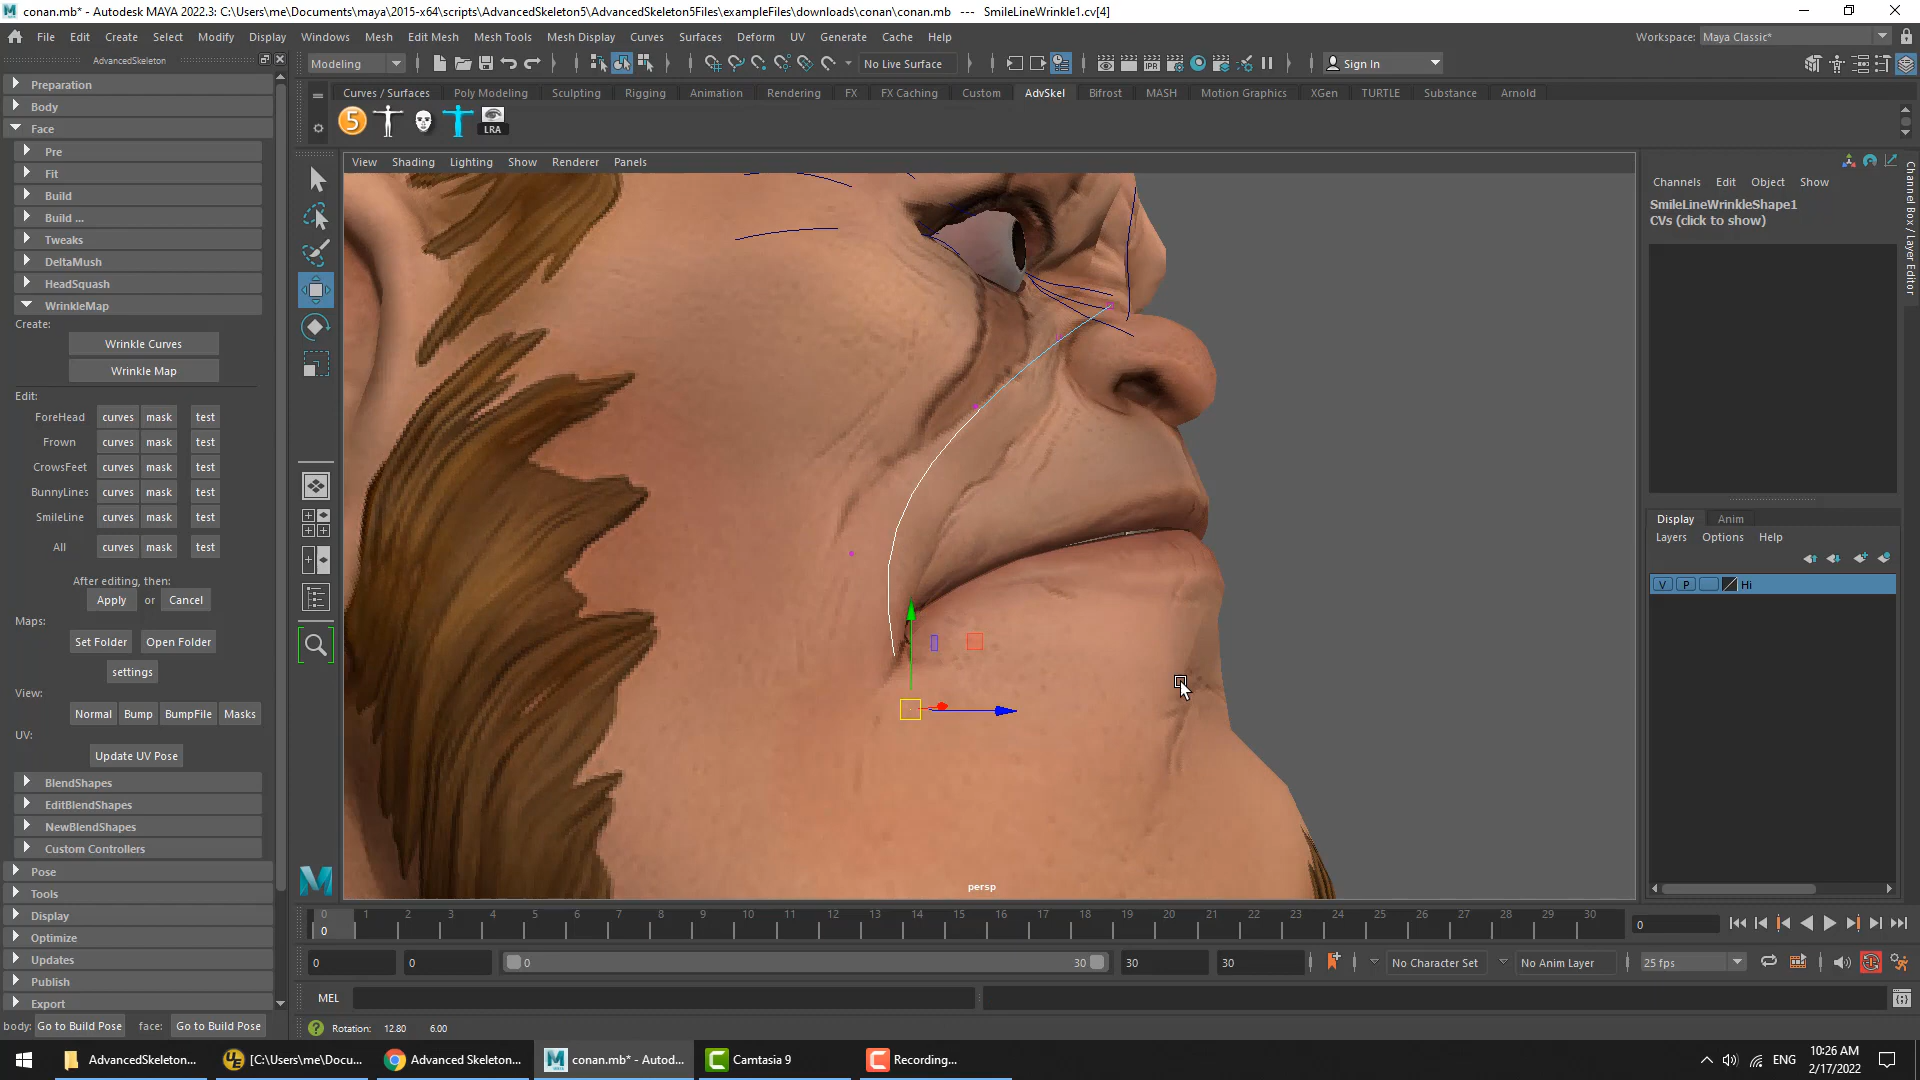 conan.mb* - Autodesk MAYA 2022.3: C:\Users\me\Documents\maya\2015-x64\scripts\AdvancedSkeleton5\AdvancedSkeleton5Files\exampleFiles\downloads\conan\conan.mb --- SmileLineWrinkle1.cv[4]
File Edit Create Select Modify Display Windows Mesh Edit Mesh Mesh Tools Mesh Display Curves Surfaces Deform UV Generate Cache Help
Workspace: Maya Classic*
AdvancedSkeleton
Modeling
No Live Surface
Sign In
Curves / Surfaces Poly Modeling Sculpting Rigging Animation Rendering FX FX Caching Custom AdvSkel Bifrost MASH Motion Graphics XGen TURTLE Substance Arnold
5
LRA
IPR
Preparation
Body
Face
Pre
Fit
Build
Build ...
Tweaks
DeltaMush
HeadSquash
WrinkleMap
Create:
Wrinkle Curves
Wrinkle Map
Edit:
ForeHead curves mask test
Frown curves mask test
CrowsFeet curves mask test
BunnyLines curves mask test
SmileLine curves mask test
All curves mask test
After editing, then:
Apply or Cancel
Maps:
Set Folder Open Folder
settings
View:
Normal Bump BumpFile Masks
UV:
Update UV Pose
BlendShapes
EditBlendShapes
NewBlendShapes
Custom Controllers
Pose
Tools
Display
Optimize
Updates
Publish
Export
body: Go to Build Pose face: Go to Build Pose
View Shading Lighting Show Renderer Panels
persp
Channels Edit Object Show
SmileLineWrinkleShape1
CVs (click to show)
Channel Box / Layer Editor
Display Anim
Layers Options Help
V P Hi
0 1 2 3 4 5 6 7 8 9 10 11 12 13 14 15 16 17 18 19 20 21 22 23 24 25 26 27 28 29 30
0
0
0 0 0 30 30 30
No Character Set
No Anim Layer
25 fps
MEL
Rotation: 12.80 6.00
AdvancedSkeleton...
[C:\Users\me\Docu...
Advanced Skeleton...
conan.mb* - Autod...
Camtasia 9
Recording...
ENG
10:26 AM
2/17/2022